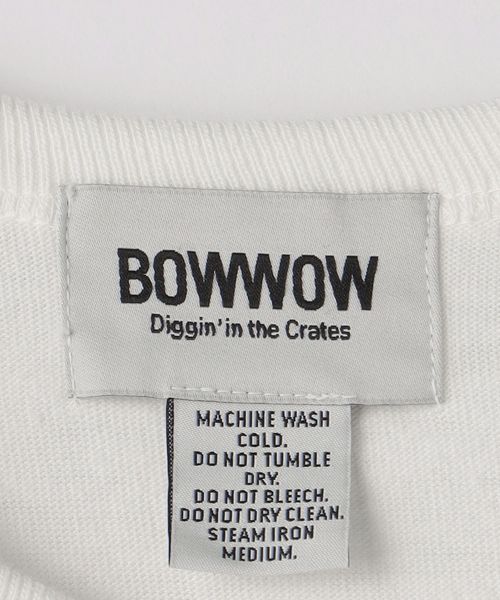 BOWWOW
Diggin' in the Crates
MACHINE WASH
COLD.
DO NOT TUMBLE
DRY.
DO NOT BLEECH.
DO NOT DRY CLEAN.
STEAM IRON
MEDIUM.